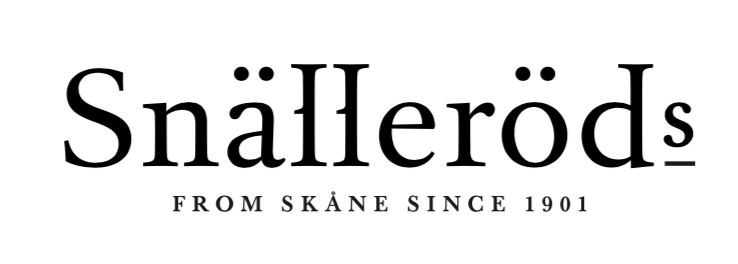 Snälleröds
FROM SKÅNE SINCE 1901